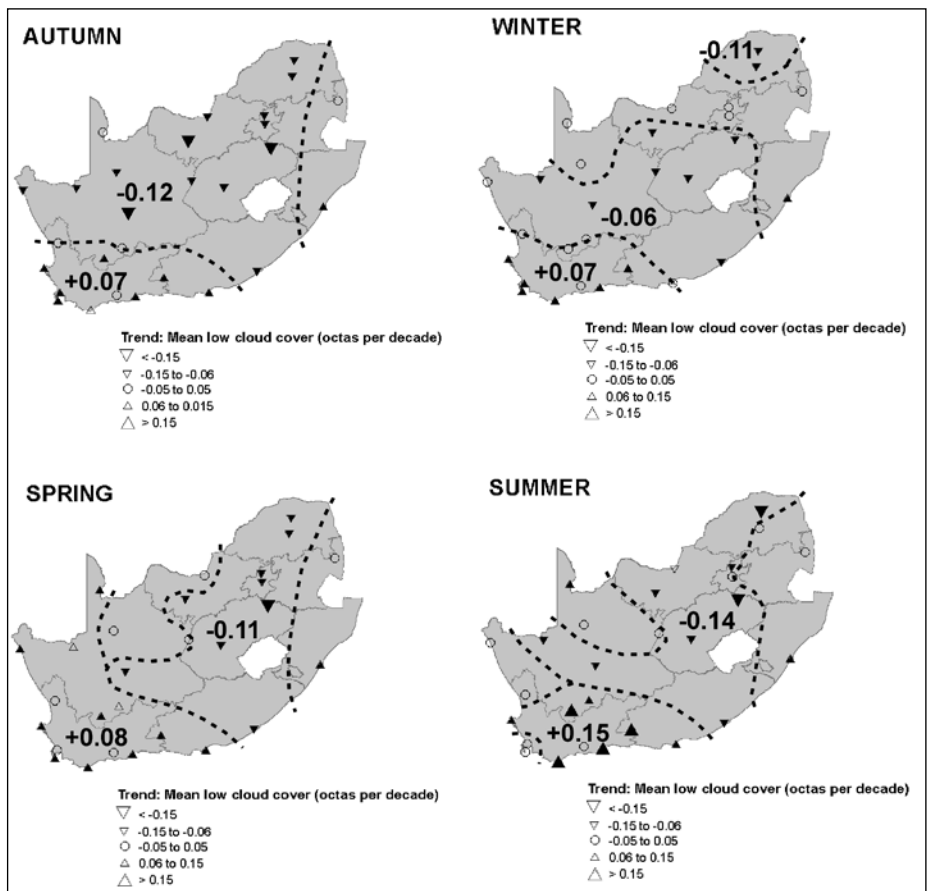 AUTUMN
-0.12
+0.07
Trend: Mean low cloud cover (octas per decade)
< -0.15
-0.15 to -0.06
-0.05 to 0.05
0.06 to 0.015
> 0.15
WINTER
-0.11
-0.06
+0.07
Trend: Mean low cloud cover (octas per decade)
< -0.15
-0.15 to -0.06
-0.05 to 0.05
0.06 to 0.15
> 0.15
SPRING
-0.11
+0.08
Trend: Mean low cloud cover (octas per decade)
< -0.15
-0.15 to -0.06
-0.05 to 0.05
0.06 to 0.15
> 0.15
SUMMER
-0.14
+0.15
Trend: Mean low cloud cover (octas per decade)
< -0.15
-0.15 to -0.06
-0.05 to 0.05
0.06 to 0.15
> 0.15